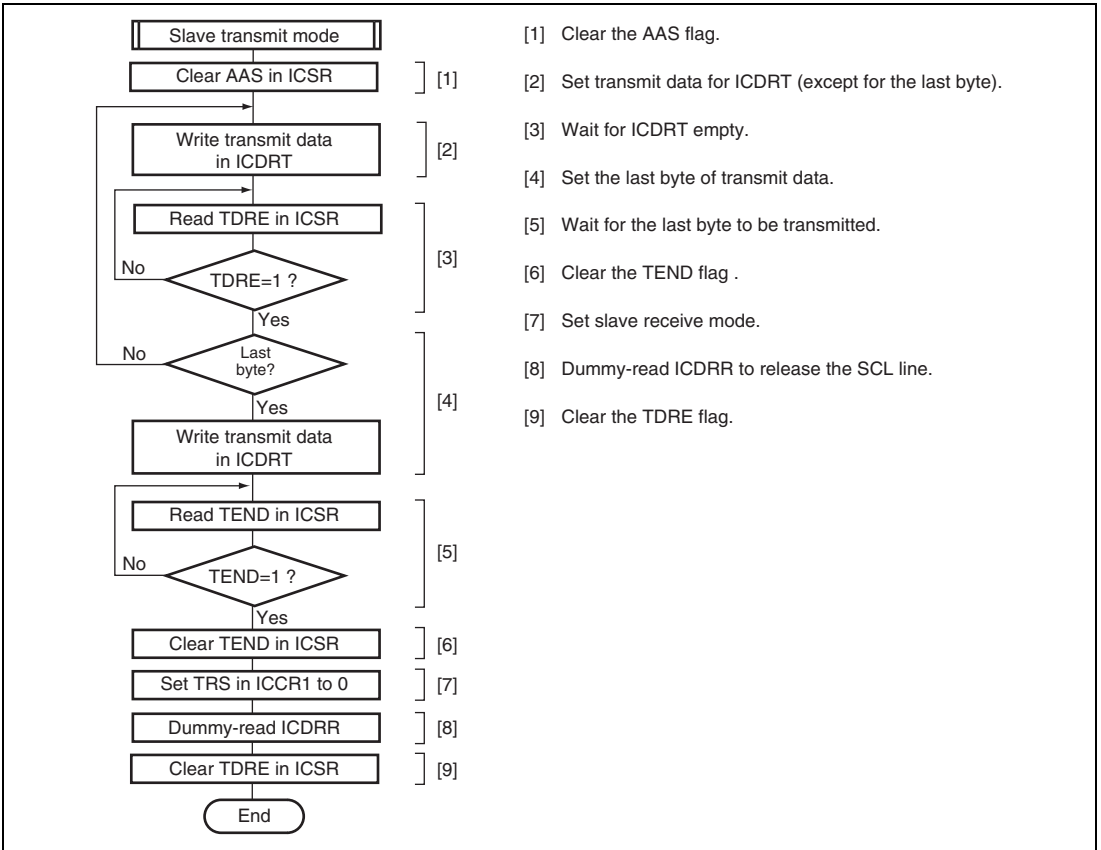 Slave transmit mode
Clear AAS in ICSR
[1]
Write transmit data
in ICDRT
[2]
Read TDRE in ICSR
[3]
No
TDRE=1 ?
Yes
No
Last
byte?
[4]
Yes
Write transmit data
in ICDRT
Read TEND in ICSR
[5]
No
TEND=1 ?
Yes
Clear TEND in ICSR
[6]
Set TRS in ICCR1 to 0
[7]
Dummy-read ICDRR
[8]
Clear TDRE in ICSR
[9]
End
[1] Clear the AAS flag.
[2] Set transmit data for ICDRT (except for the last byte).
[3] Wait for ICDRT empty.
[4] Set the last byte of transmit data.
[5] Wait for the last byte to be transmitted.
[6] Clear the TEND flag .
[7] Set slave receive mode.
[8] Dummy-read ICDRR to release the SCL line.
[9] Clear the TDRE flag.